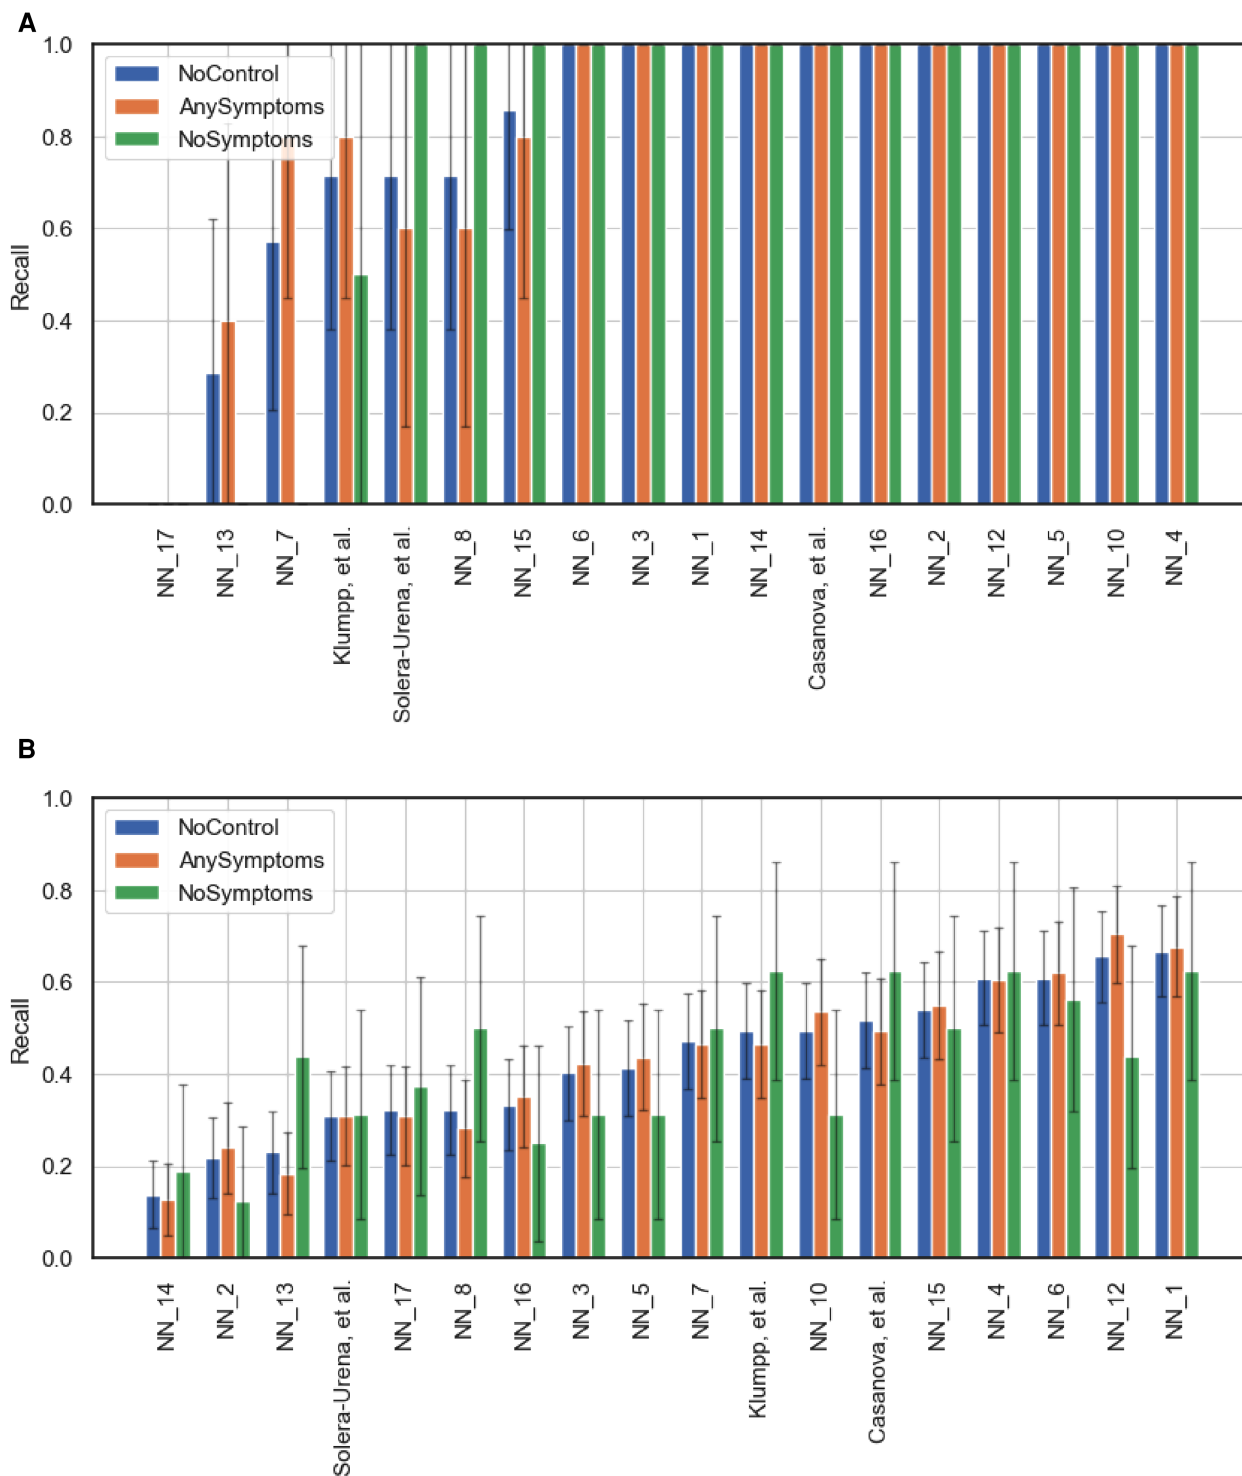 A
1.0
NoControl
AnySymptoms
NoSymptoms
0.8
0.6
0.4
0.2
0.0
Recall
NN_17
NN_13
NN_7
Klumpp, et al.
Solera-Urena, et al.
NN_8
NN_15
NN_6
NN_3
NN_1
NN_14
Casanova, et al.
NN_16
NN_2
NN_12
NN_5
NN_10
NN_4
B
1.0
NoControl
AnySymptoms
NoSymptoms
0.8
0.6
0.4
0.2
0.0
Recall
NN_14
NN_2
NN_13
Solera-Urena, et al.
NN_17
NN_8
NN_16
NN_3
NN_5
NN_7
Klumpp, et al.
NN_10
Casanova, et al.
NN_15
NN_4
NN_6
NN_12
NN_1